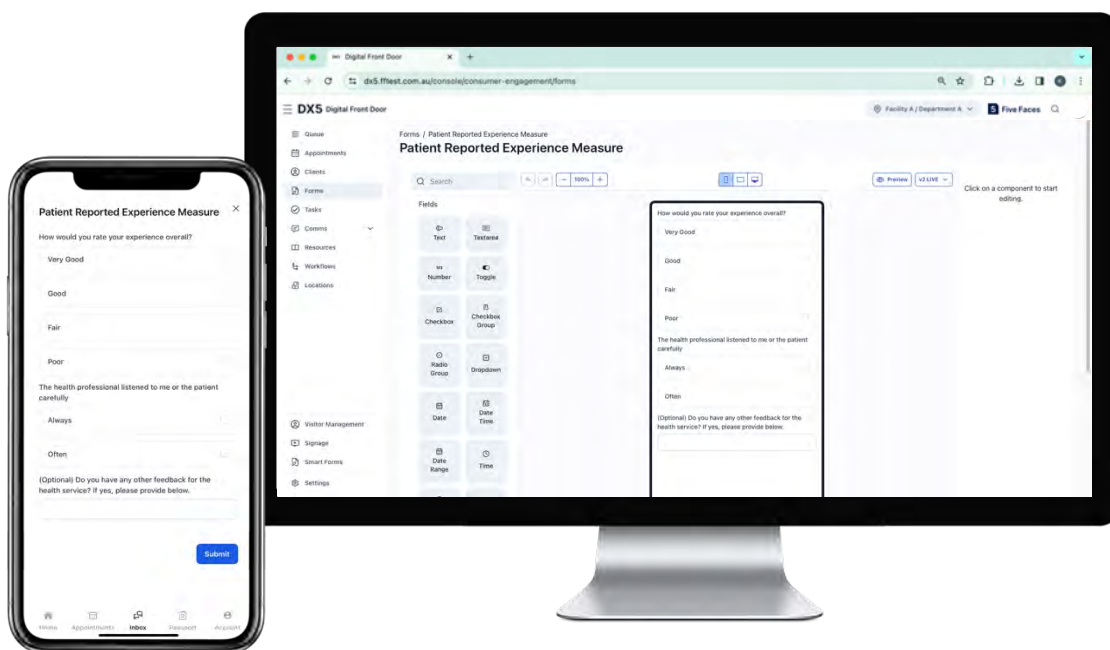 Patient Reported Experience Measure
How would you rate your experience overall?
Very Good
Good
Fair
Poor
The health professional listened to me or the patient
carefully
Always
Often
(Optional) Do you have any other feedback for the
health service? If yes, please provide below.
Submit
Home
Appointments
Inbox
Passport
Account
Digital Front Door
dx5.fftest.com.au/console/consumer-engagement/forms
DX5 Digital Front Door
Facility A / Department A
5 Five Faces
Queue
Appointments
Clients
Forms
Tasks
Comms
Resources
Workflows
Locations
Visitor Management
Signage
Smart Forms
Settings
Forms / Patient Reported Experience Measure
Patient Reported Experience Measure
Search
100%
Preview
v2 LIVE
Click on a component to start
editing.
Fields
Text
Textarea
Number
Toggle
Checkbox
Checkbox
Group
Radio
Group
Dropdown
Date
Date
Time
Date
Range
Time
How would you rate your experience overall?
Very Good
Good
Fair
Poor
The health professional listened to me or the patient
carefully
Always
Often
(Optional) Do you have any other feedback for the
health service? If yes, please provide below.